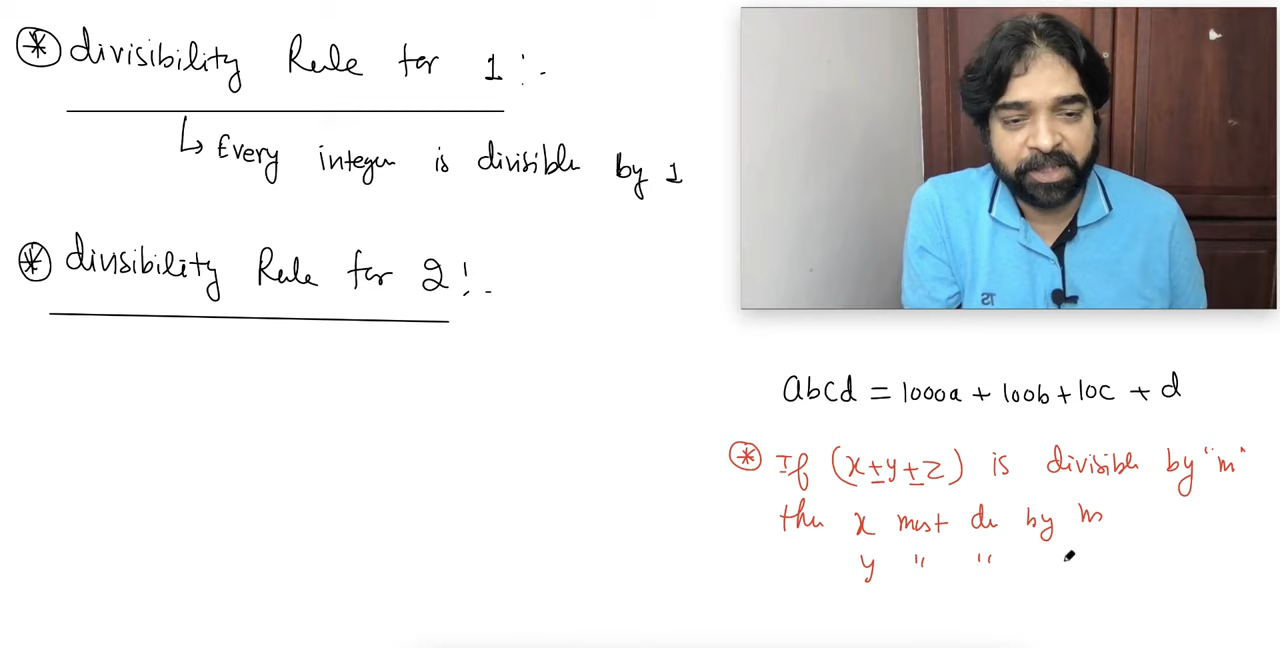 * divisibility Rule for 1:-
↳ Every integer is divisible by 1
* divisibility Rule for 2:-
abcd = 1000a + 100b + 10c + d
* If (x±y±z) is divisible by "m"
then x must de by m
y " "